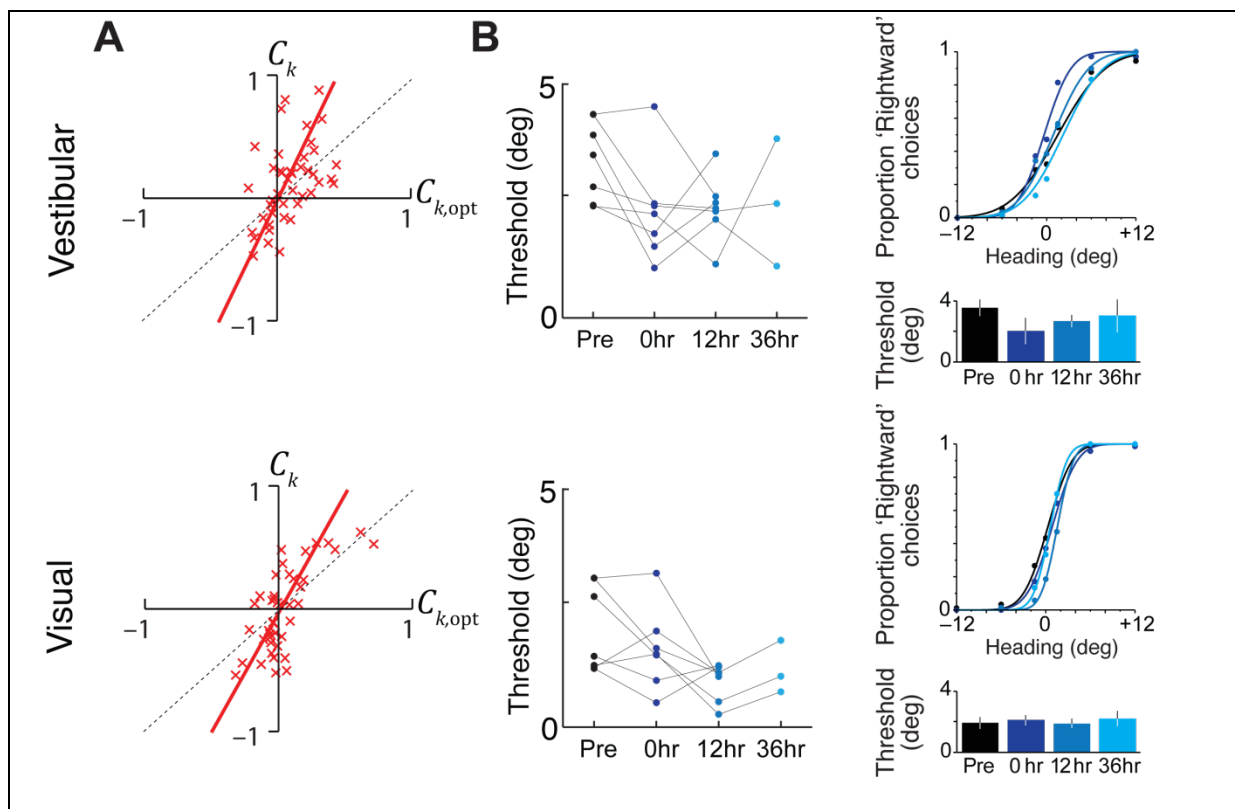 A
B
Vestibular
C_k
1
C_k,opt
−1
1
−1
Threshold (deg)
5
0
Pre 0hr 12hr 36hr
Proportion ‘Rightward’
choices
1
0
−12 0 +12
Heading (deg)
Treshold
(deg)
4
0
Pre 0 hr 12 hr 36hr
Visual
C_k
1
C_k,opt
−1
1
−1
Threshold (deg)
5
0
Pre 0hr 12hr 36hr
Proportion ‘Rightward’
choices
1
0
−12 0 +12
Heading (deg)
Treshold
(deg)
4
0
Pre 0 hr 12 hr 36hr